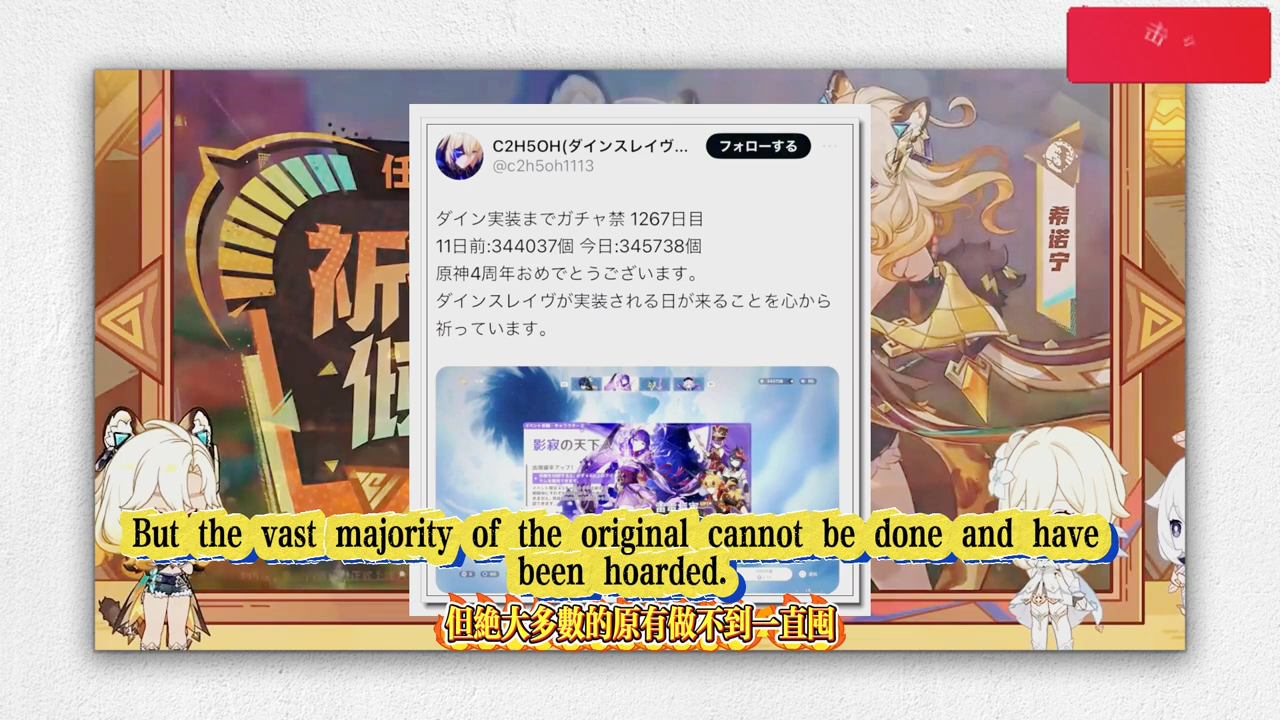 击
任
祈
希诺宁
C2H5OH(ダインスレイヴ...
フォローする
@c2h5oh1113
ダイン実装までガチャ禁 1267日目
11日前:344037個 今日:345738個
原神4周年おめでとうございます。
ダインスレイヴが実装される日が来ることを心から
祈っています。
影寂の天下
But the vast majority of the original cannot be done and have
been hoarded.
但絶大多數的原有做不到一直囤